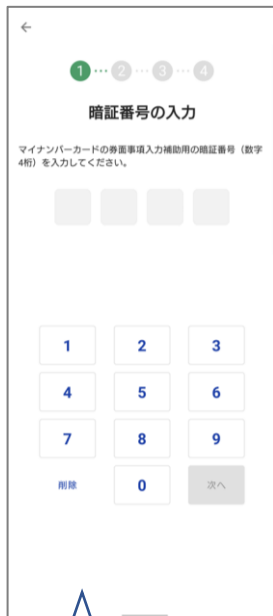 ←
1 2 3 4
暗証番号の入力
マイナンバーカードの券面事項入力補助用の暗証番号（数字
4桁）を入力してください。
1 2 3
4 5 6
7 8 9
削除 0 次へ